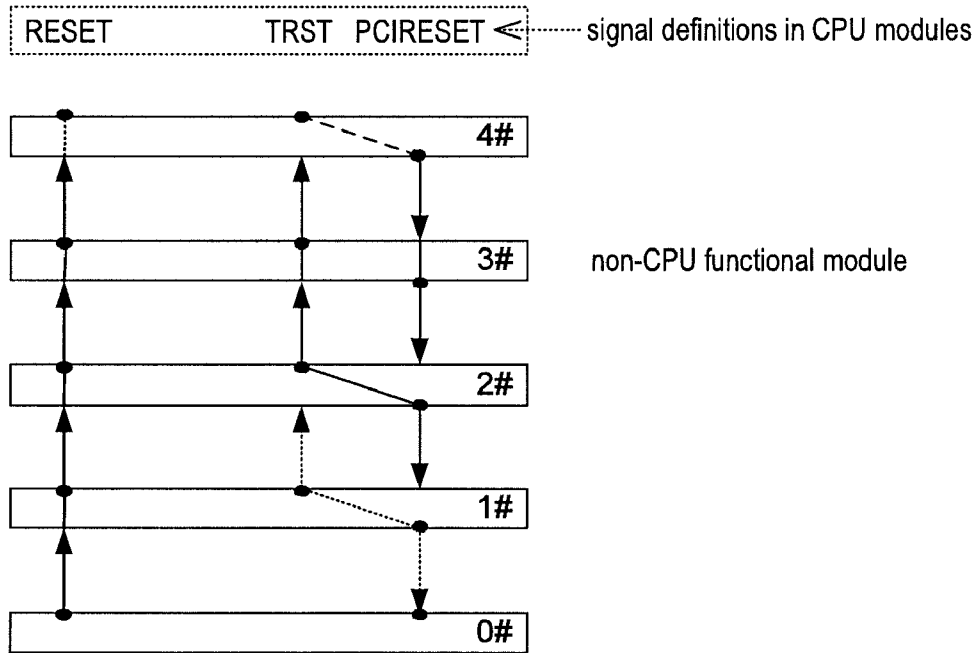 RESET TRST PCIRESET signal definitions in CPU modules
4#
3# non-CPU functional module
2#
1#
0#